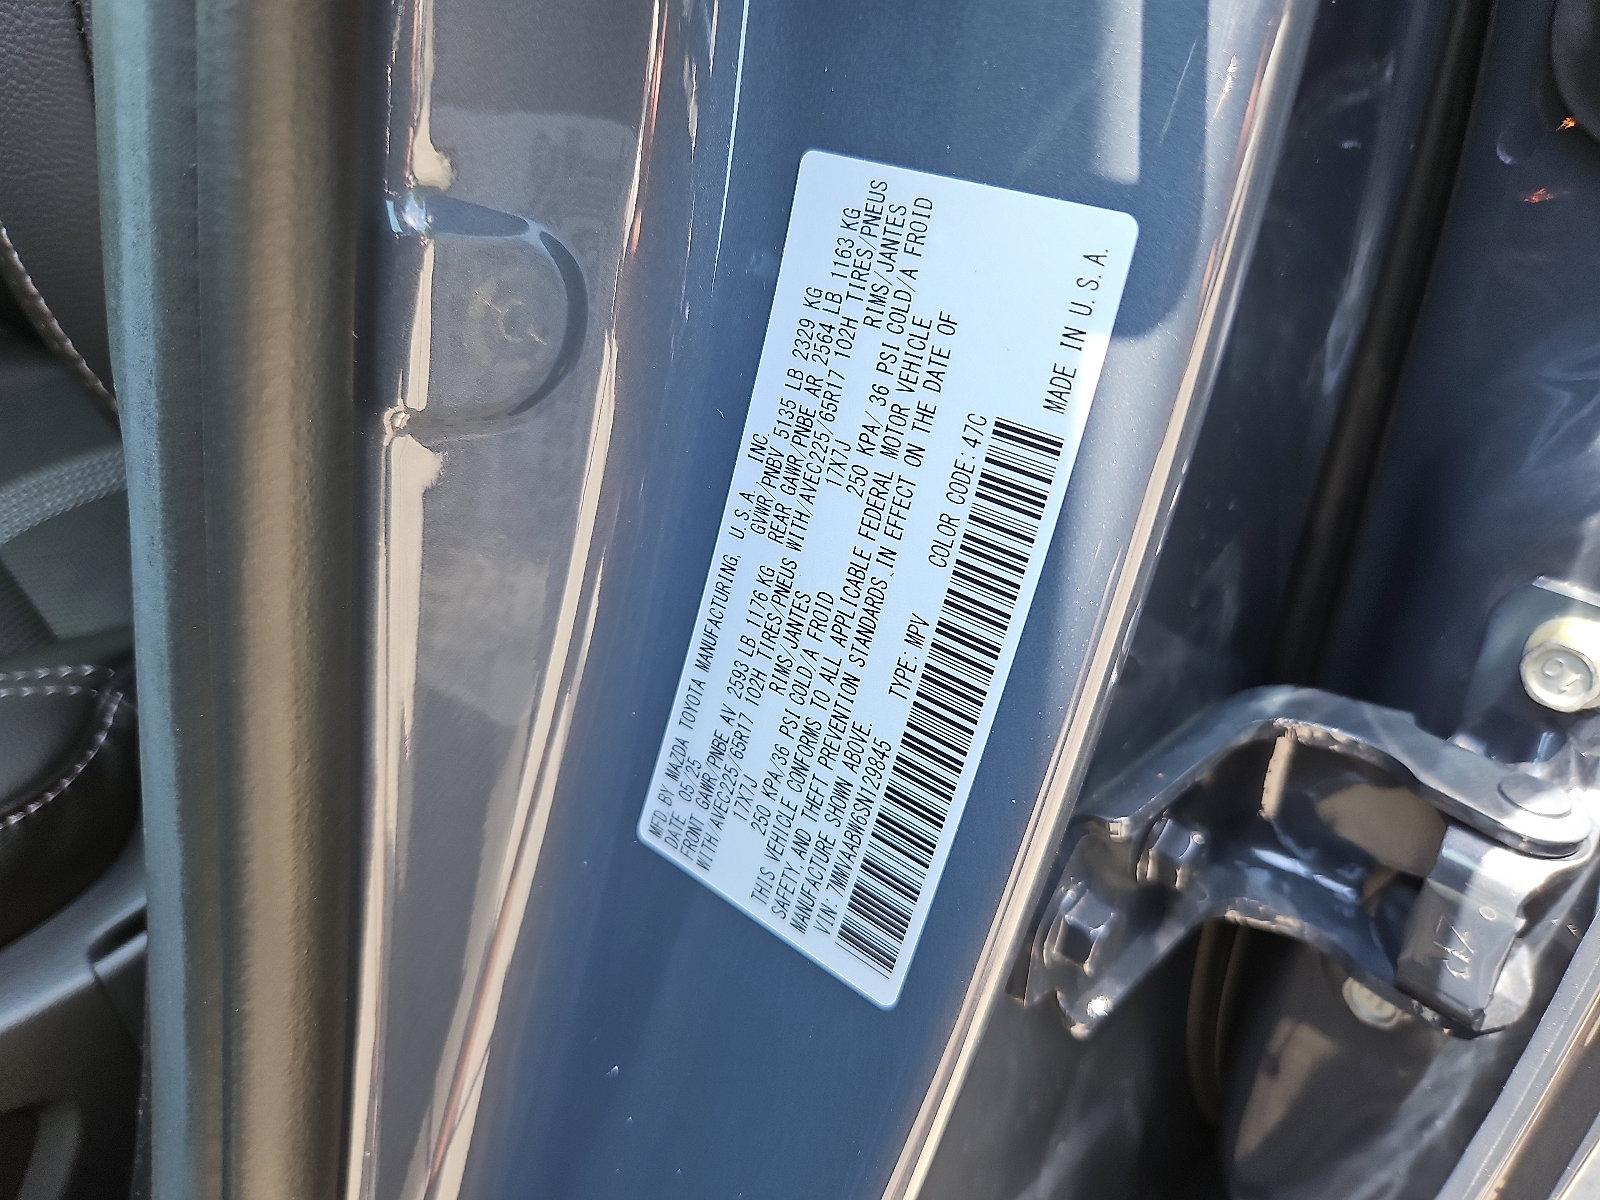 MFD BY MAZDA TOYOTA MANUFACTURING, U.S.A. INC.
DATE 05/25 GVWR/PNBV 5135 LB 2329 KG
FRONT GAWR/PNBE AV 2593 LB 1176 KG REAR GAWR/PNBE AR 2564 LB 1163 KG
WITH/AVEC225/65R17 102H TIRES/PNEUS WITH/AVEC225/65R17 102H TIRES/PNEUS
17X7J RIMS/JANTES 17X7J RIMS/JANTES
250 KPA/36 PSI COLD/A FROID 250 KPA/ 36 PSI COLD/A FROID
THIS VEHICLE CONFORMS TO ALL APPLICABLE FEDERAL MOTOR VEHICLE
SAFETY, AND THEFT PREVENTION STANDARDS IN EFFECT ON THE DATE OF
MANUFACTURE SHOWN ABOVE.
VIN: 7MMVAABW6SN129845 TYPE: MPV COLOR CODE: 47C
MADE IN U.S.A.